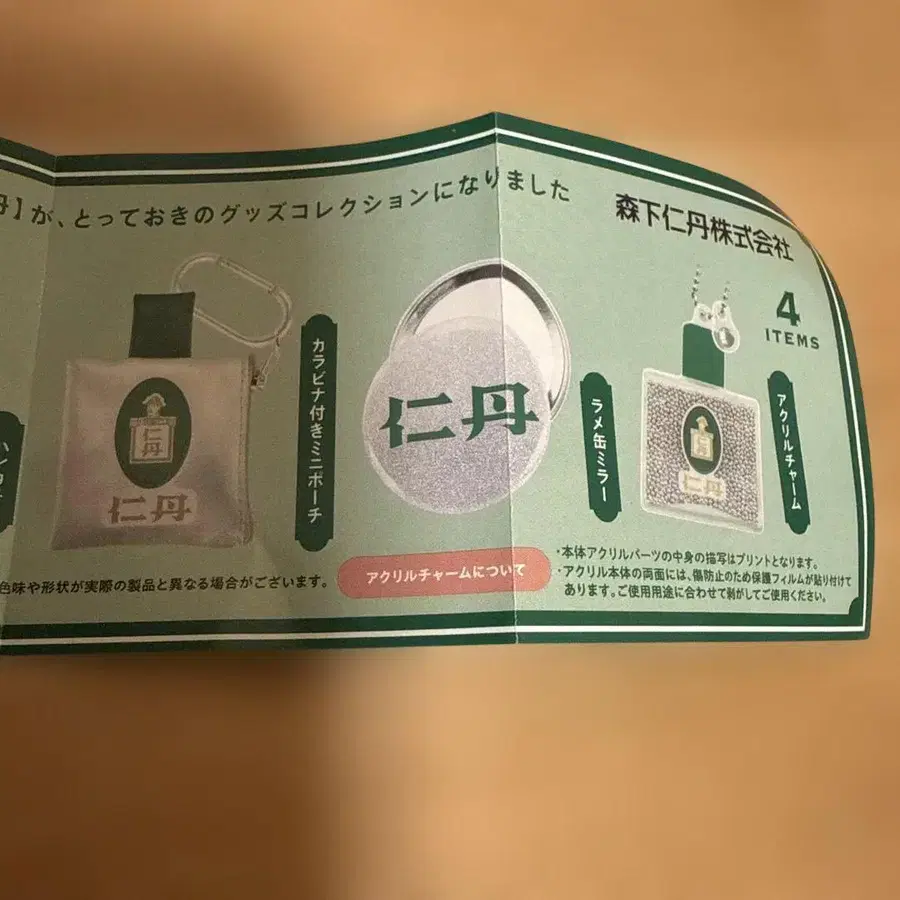 】が、とっておきのグッズコレクションになりました
森下仁丹株式会社
4
ITEMS
カラビナ付きミニポーチ
仁丹
仁丹
仁丹
ラメ缶ミラー
仁丹
アクリルチャーム
色味や形状が実際の製品と異なる場合がございます。
アクリルチャームについて
・本体アクリルパーツの中身の描写はプリントとなります。
・アクリル本体の両面には、傷防止のため保護フィルムが貼り付けて
あります。ご使用用途に合わせて剥がしてご使用ください。